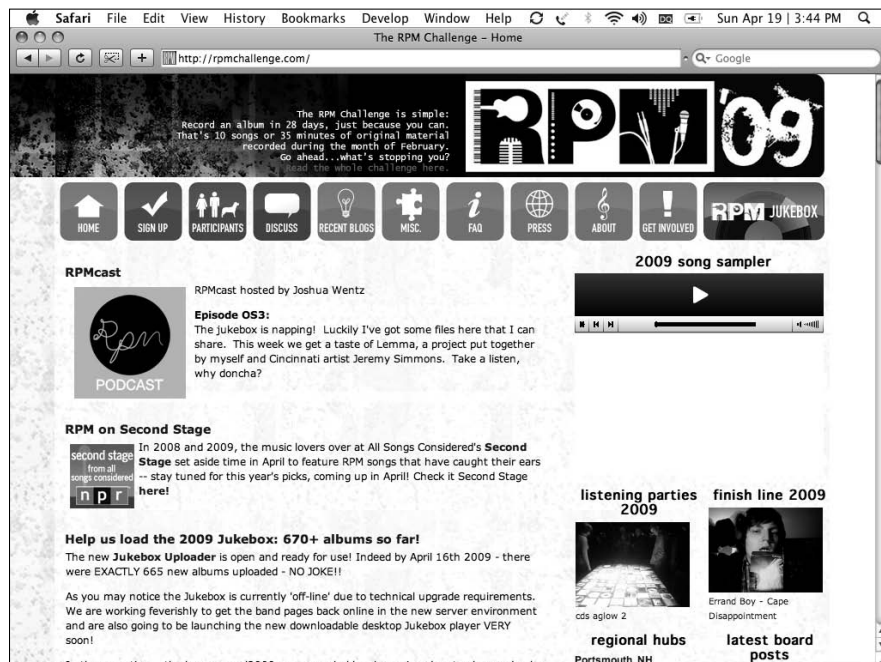 Safari File Edit View History Bookmarks Develop Window Help Sun Apr 19 | 3:44 PM
The RPM Challenge – Home
http://rpmchallenge.com/
Google
The RPM Challenge is simple:
Record an album in 28 days, just because you can.
That's 10 songs or 35 minutes of original material
recorded during the month of February.
Go ahead...what's stopping you?
Read the whole challenge here.
RPM '09
HOME
SIGN UP
PARTICIPANTS
DISCUSS
RECENT BLOGS
MISC.
FAQ
PRESS
ABOUT
GET INVOLVED
RPM JUKEBOX
RPMcast
Rpm
PODCAST
RPMcast hosted by Joshua Wentz
Episode OS3:
The jukebox is napping! Luckily I've got some files here that I can
share. This week we get a taste of Lemma, a project put together
by myself and Cincinnati artist Jeremy Simmons. Take a listen,
why doncha?
RPM on Second Stage
second stage
from all
songs considered
n p r
In 2008 and 2009, the music lovers over at All Songs Considered's Second
Stage set aside time in April to feature RPM songs that have caught their ears
-- stay tuned for this year's picks, coming up in April! Check it Second Stage
here!
Help us load the 2009 Jukebox: 670+ albums so far!
The new Jukebox Uploader is open and ready for use! Indeed by April 16th 2009 - there
were EXACTLY 665 new albums uploaded - NO JOKE!!
As you may notice the Jukebox is currently 'off-line' due to technical upgrade requirements.
We are working feverishly to get the band pages back online in the new server environment
and are also going to be launching the new downloadable desktop Jukebox player VERY
soon!
2009 song sampler
listening parties
2009
cds aglow 2
finish line 2009
Errand Boy - Cape
Disappointment
regional hubs
Portsmouth NH
latest board
posts